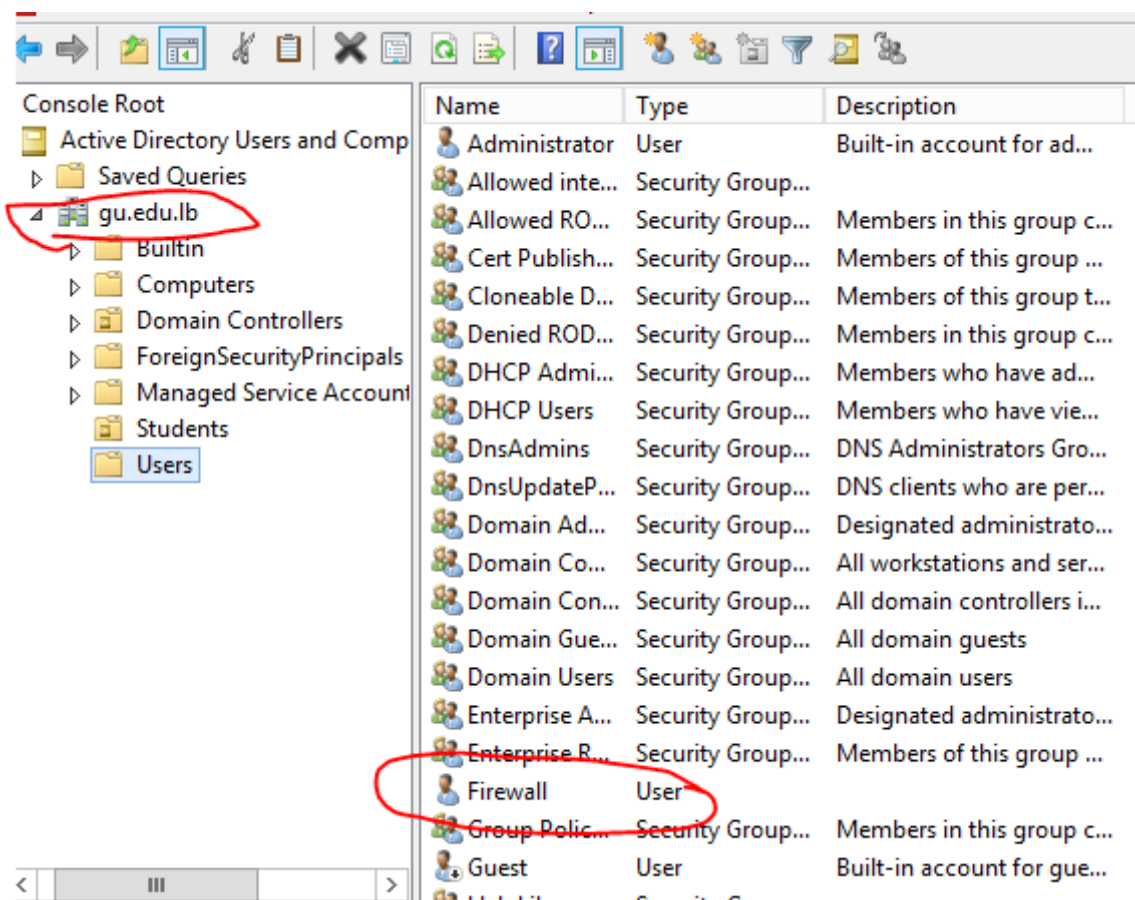 Console Root
Active Directory Users and Comp
Saved Queries
gu.edu.lb
Builtin
Computers
Domain Controllers
ForeignSecurityPrincipals
Managed Service Account
Students
Users
Name Type Description
Administrator User Built-in account for ad...
Allowed inte... Security Group...
Allowed RO... Security Group... Members in this group c...
Cert Publish... Security Group... Members of this group ...
Cloneable D... Security Group... Members of this group t...
Denied ROD... Security Group... Members in this group c...
DHCP Admi... Security Group... Members who have ad...
DHCP Users Security Group... Members who have vie...
DnsAdmins Security Group... DNS Administrators Gro...
DnsUpdateP... Security Group... DNS clients who are per...
Domain Ad... Security Group... Designated administrato...
Domain Co... Security Group... All workstations and ser...
Domain Con... Security Group... All domain controllers i...
Domain Gue... Security Group... All domain guests
Domain Users Security Group... All domain users
Enterprise A... Security Group... Designated administrato...
Enterprise R... Security Group... Members of this group ...
Firewall User
Group Polic... Security Group... Members in this group c...
Guest User Built-in account for gue...